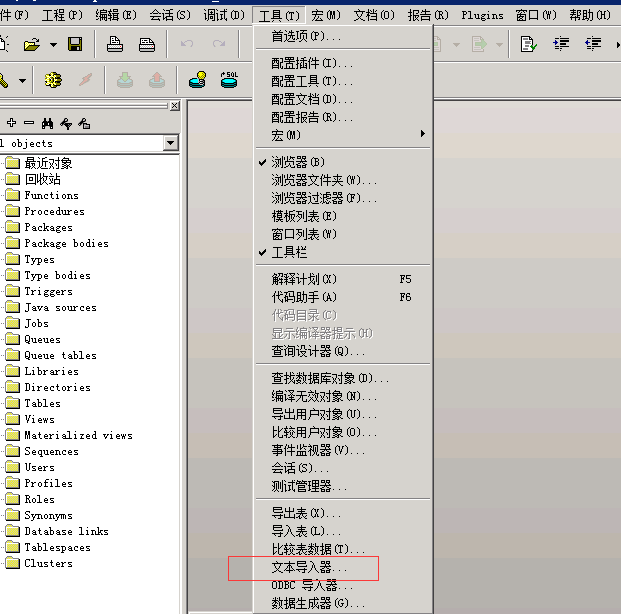 件(F) 工程(P) 编辑(E) 会话(S) 调试(D) 工具(T) 宏(M) 文档(O) 报告(R) Plugins 窗口(W) 帮助(H)
首选项(P)...
配置插件(I)...
配置工具(T)...
配置文档(D)...
配置报告(R)...
宏(M)
浏览器(B)
浏览器文件夹(W)...
浏览器过滤器(F)...
模板列表(E)
窗口列表(W)
工具栏
解释计划(X) F5
代码助手(A) F6
代码目录(C)
显示编译器提示(H)
查询设计器(Q)...
查找数据库对象(D)...
编译无效对象(N)...
导出用户对象(U)...
比较用户对象(O)...
事件监视器(V)...
会话(S)...
测试管理器...
导出表(X)...
导入表(L)...
比较表数据(T)...
文本导入器...
ODBC 导入器...
数据生成器(G)...
SQL
l objects
最近对象
回收站
Functions
Procedures
Packages
Package bodies
Types
Type bodies
Triggers
Java sources
Jobs
Queues
Queue tables
Libraries
Directories
Tables
Views
Materialized views
Sequences
Users
Profiles
Roles
Synonyms
Database links
Tablespaces
Clusters